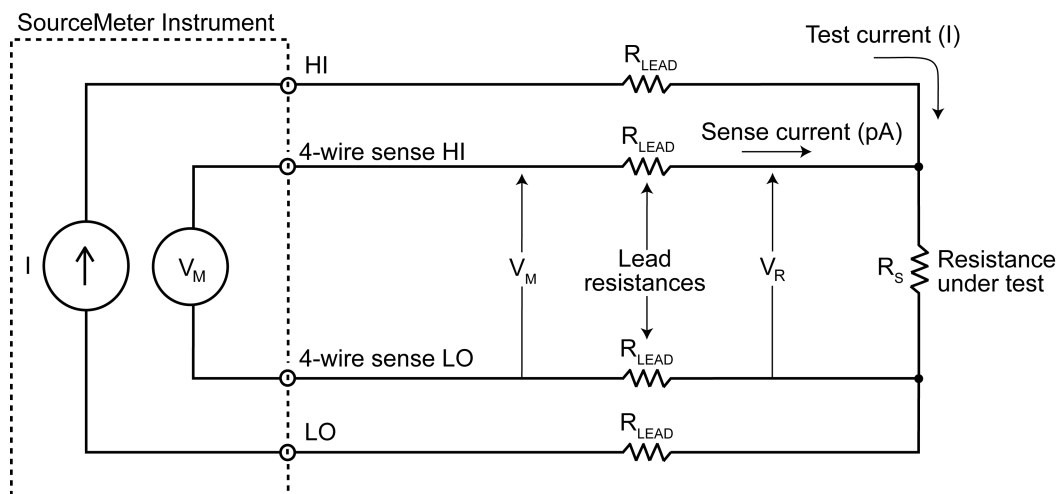 SourceMeter Instrument
HI
R_LEAD
Test current (I)
4-wire sense HI
R_LEAD
Sense current (pA)
I
V_M
V_M
Lead
resistances
V_R
R_S
Resistance
under test
4-wire sense LO
R_LEAD
LO
R_LEAD